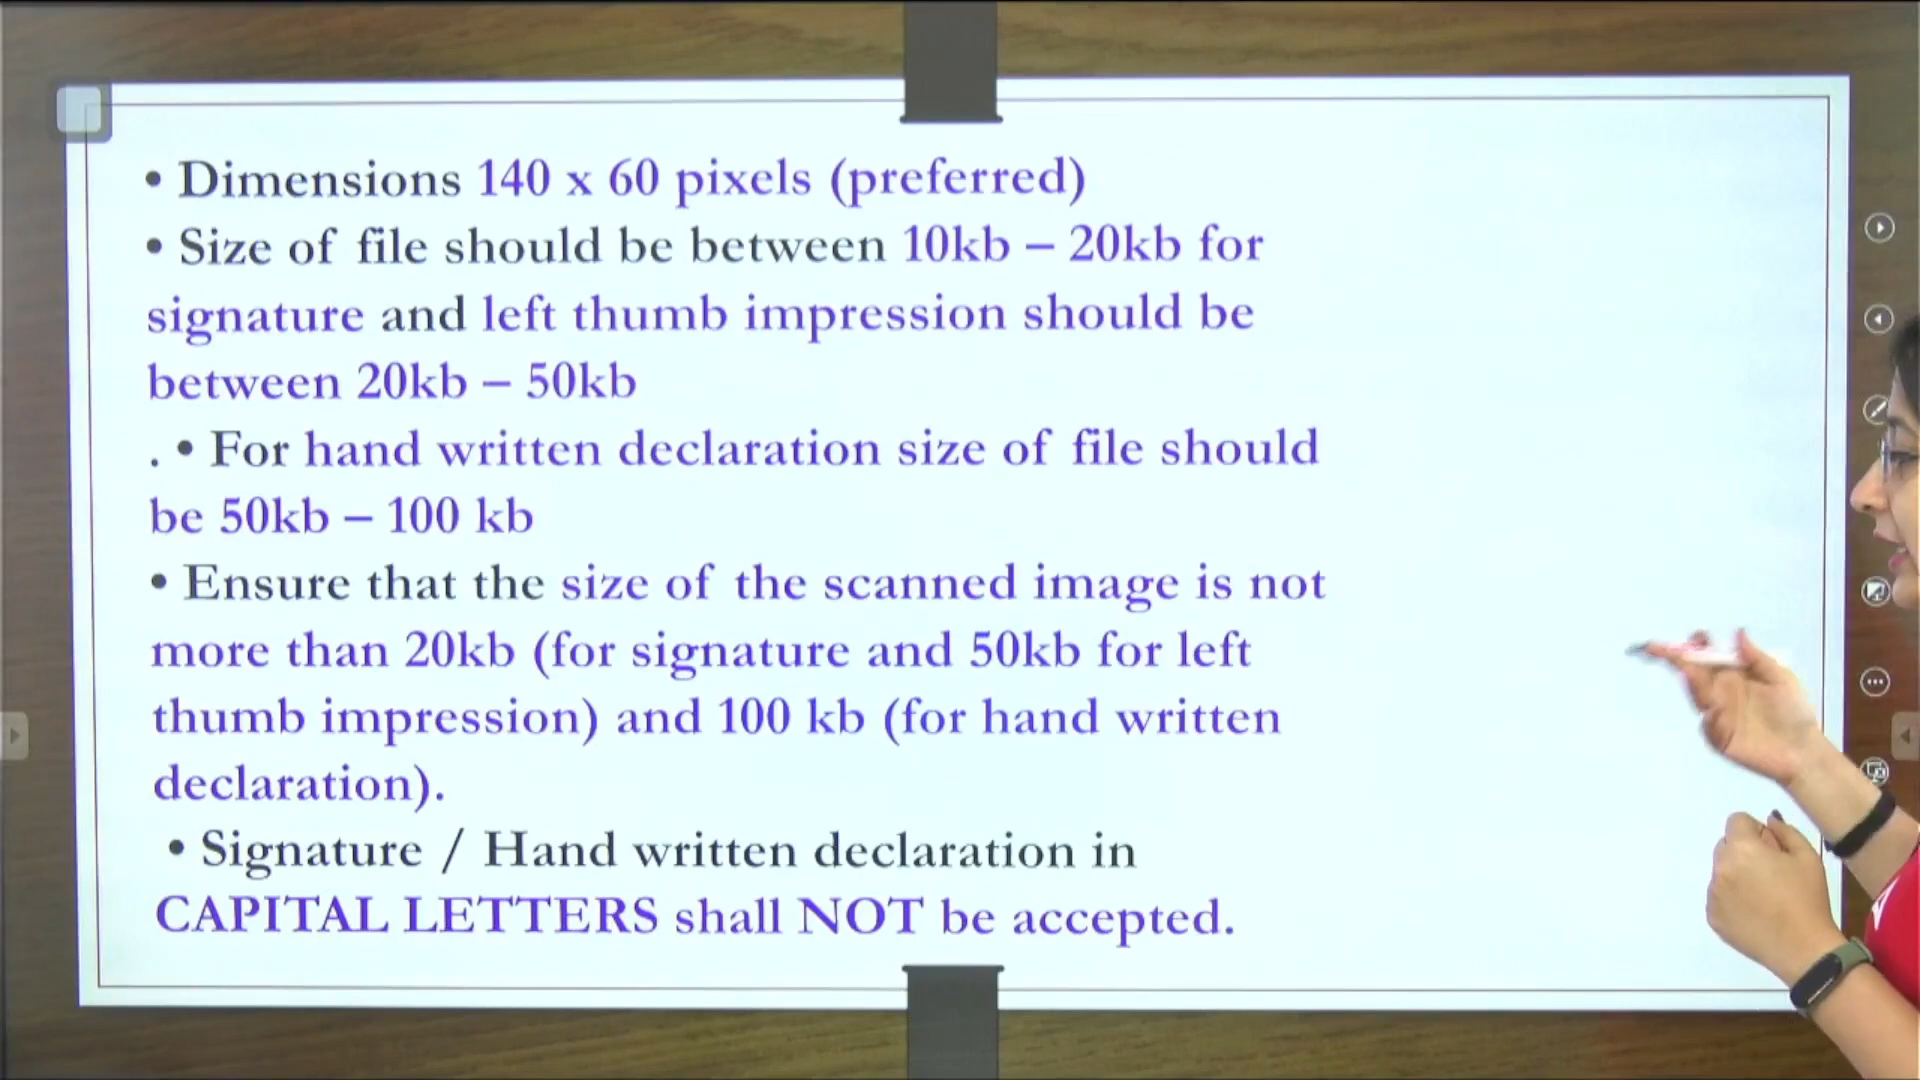 • Dimensions 140 x 60 pixels (preferred)
• Size of file should be between 10kb – 20kb for
signature and left thumb impression should be
between 20kb – 50kb
. • For hand written declaration size of file should
be 50kb – 100 kb
• Ensure that the size of the scanned image is not
more than 20kb (for signature and 50kb for left
thumb impression) and 100 kb (for hand written
declaration).
• Signature / Hand written declaration in
CAPITAL LETTERS shall NOT be accepted.